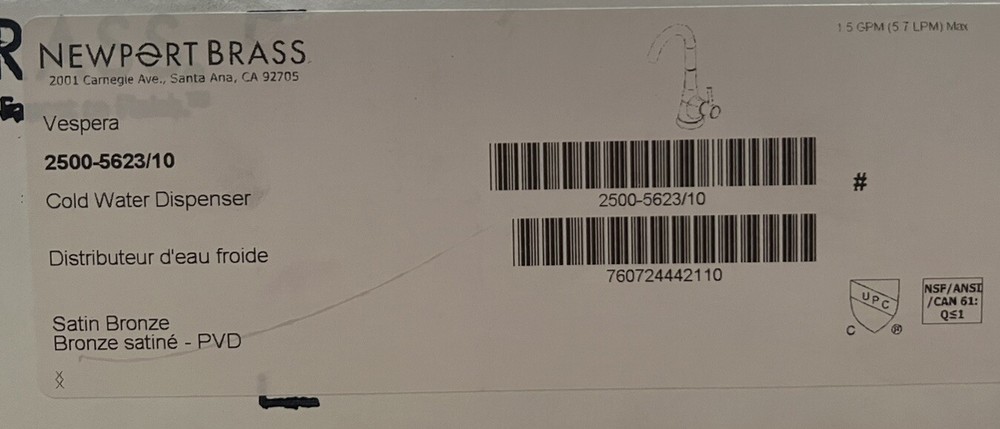 NEWPORT BRASS
2001 Carnegie Ave., Santa Ana, CA 92705
1.5 GPM (5.7 LPM) Max
Vespera
2500-5623/10
Cold Water Dispenser
Distributeur d'eau froide
Satin Bronze
Bronze satiné - PVD
2500-5623/10
#
760724442110
UPC
C ®
NSF/ANSI
/CAN 61:
Q≤1
R